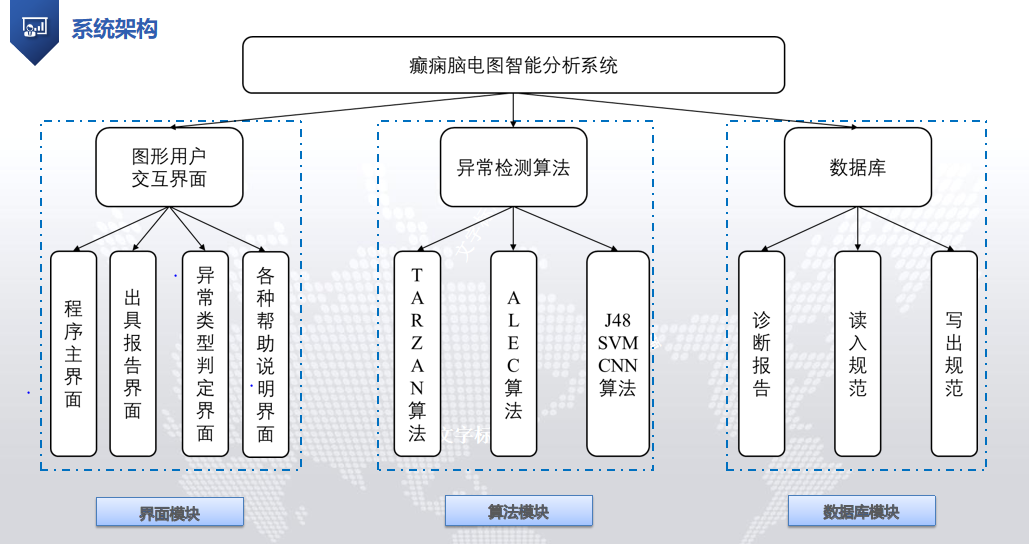 系统架构
癫痫脑电图智能分析系统
图形用户
交互界面
异常检测算法
数据库
程序主界面
出具报告界面
异常类型判定界面
各种帮助说明界面
TARZAN算法
ALEC算法
J48
SVM
CNN
算法
诊断报告
读入规范
写出规范
界面模块
算法模块
数据库模块